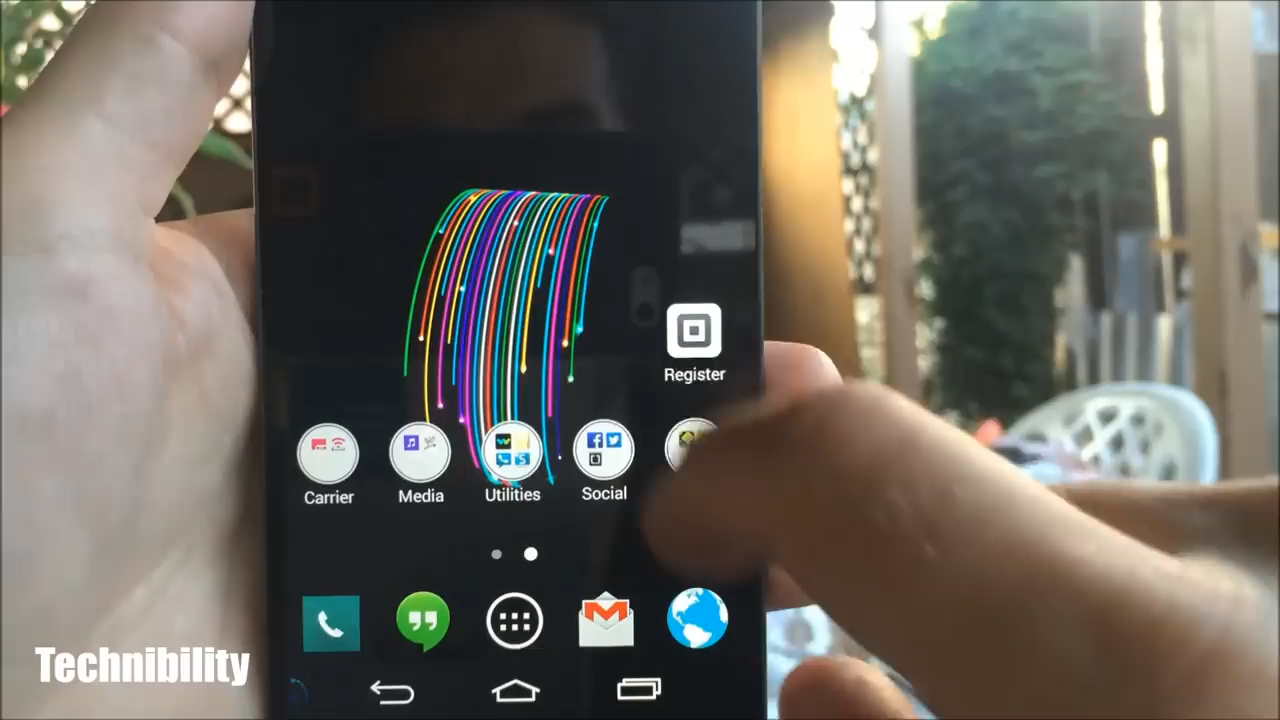 Register
Carrier
Media
Utilities
Social
Technibility